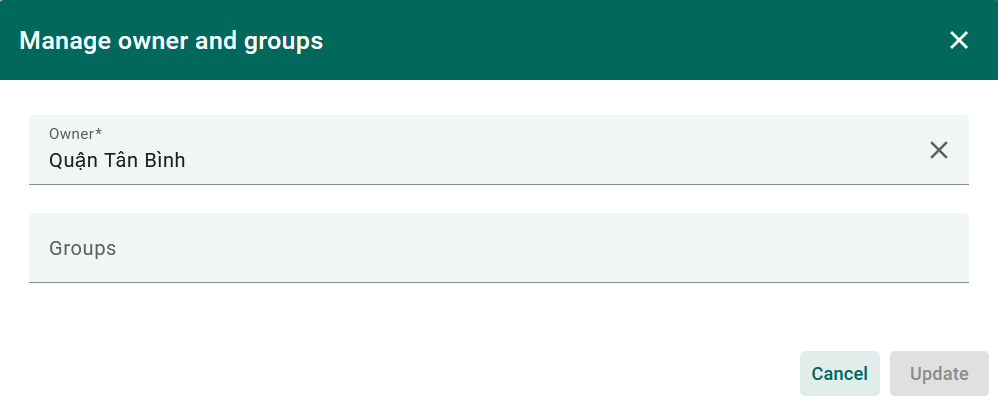 Manage owner and groups
Owner*
Quận Tân Bình
Groups
Cancel
Update